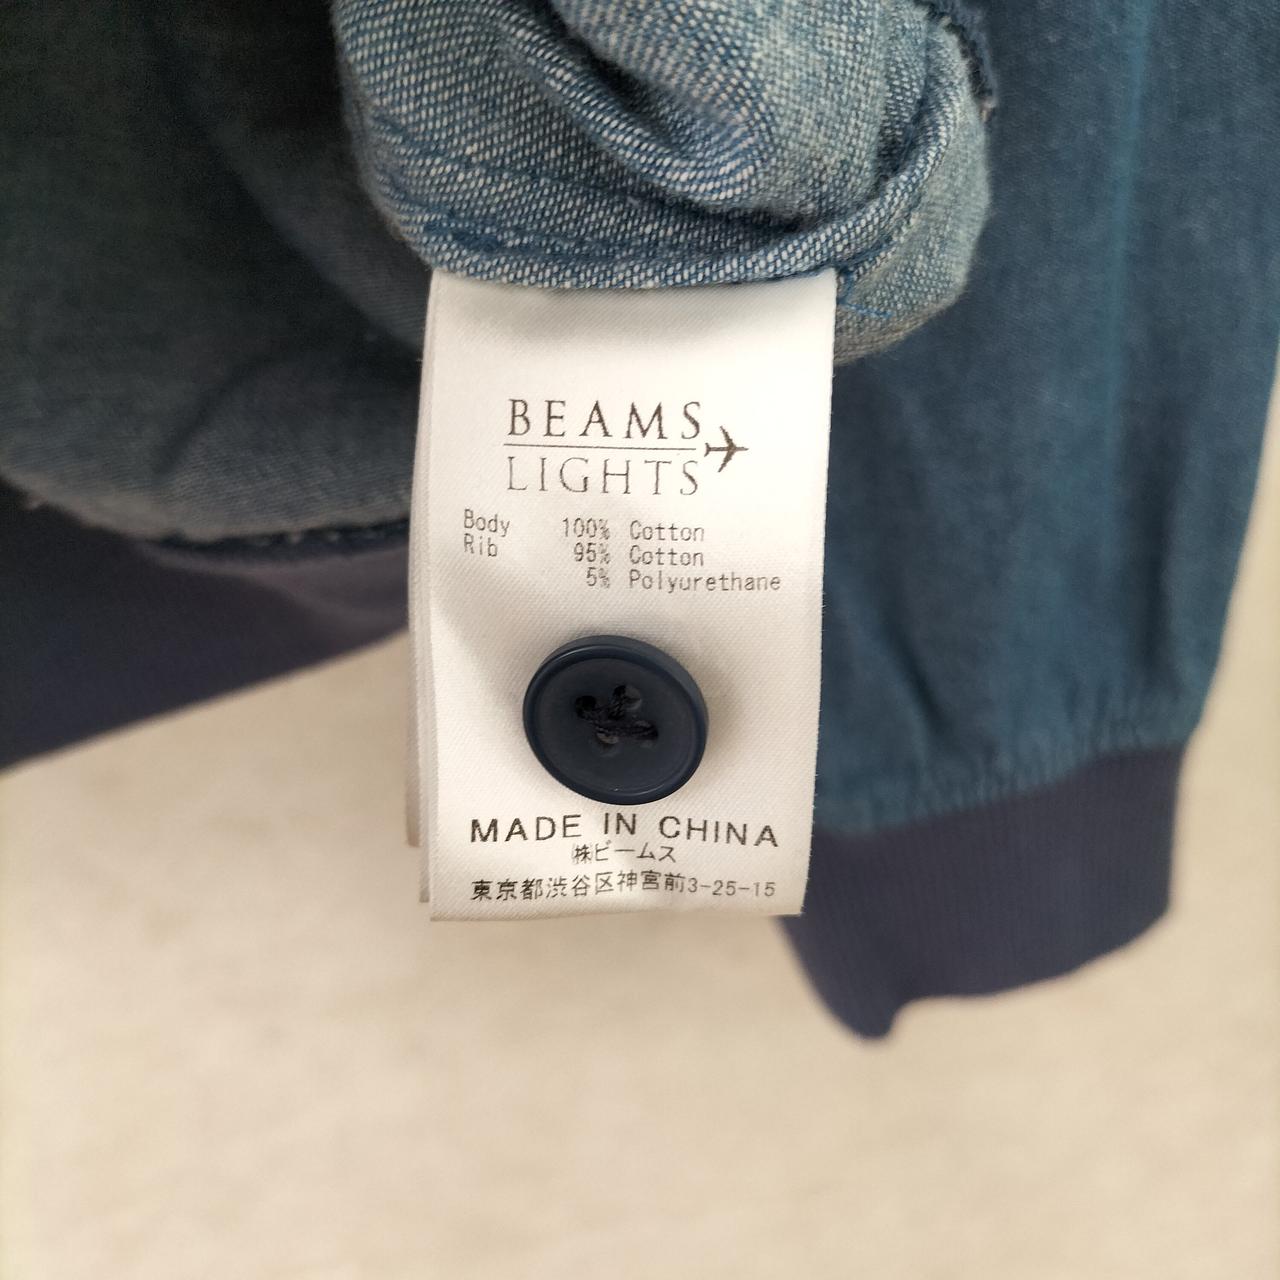 BEAMS
LIGHTS
Body 100% Cotton
Rib 95% Cotton
5% Polyurethane
MADE IN CHINA
㈱ビームス
東京都渋谷区神宮前3-25-15